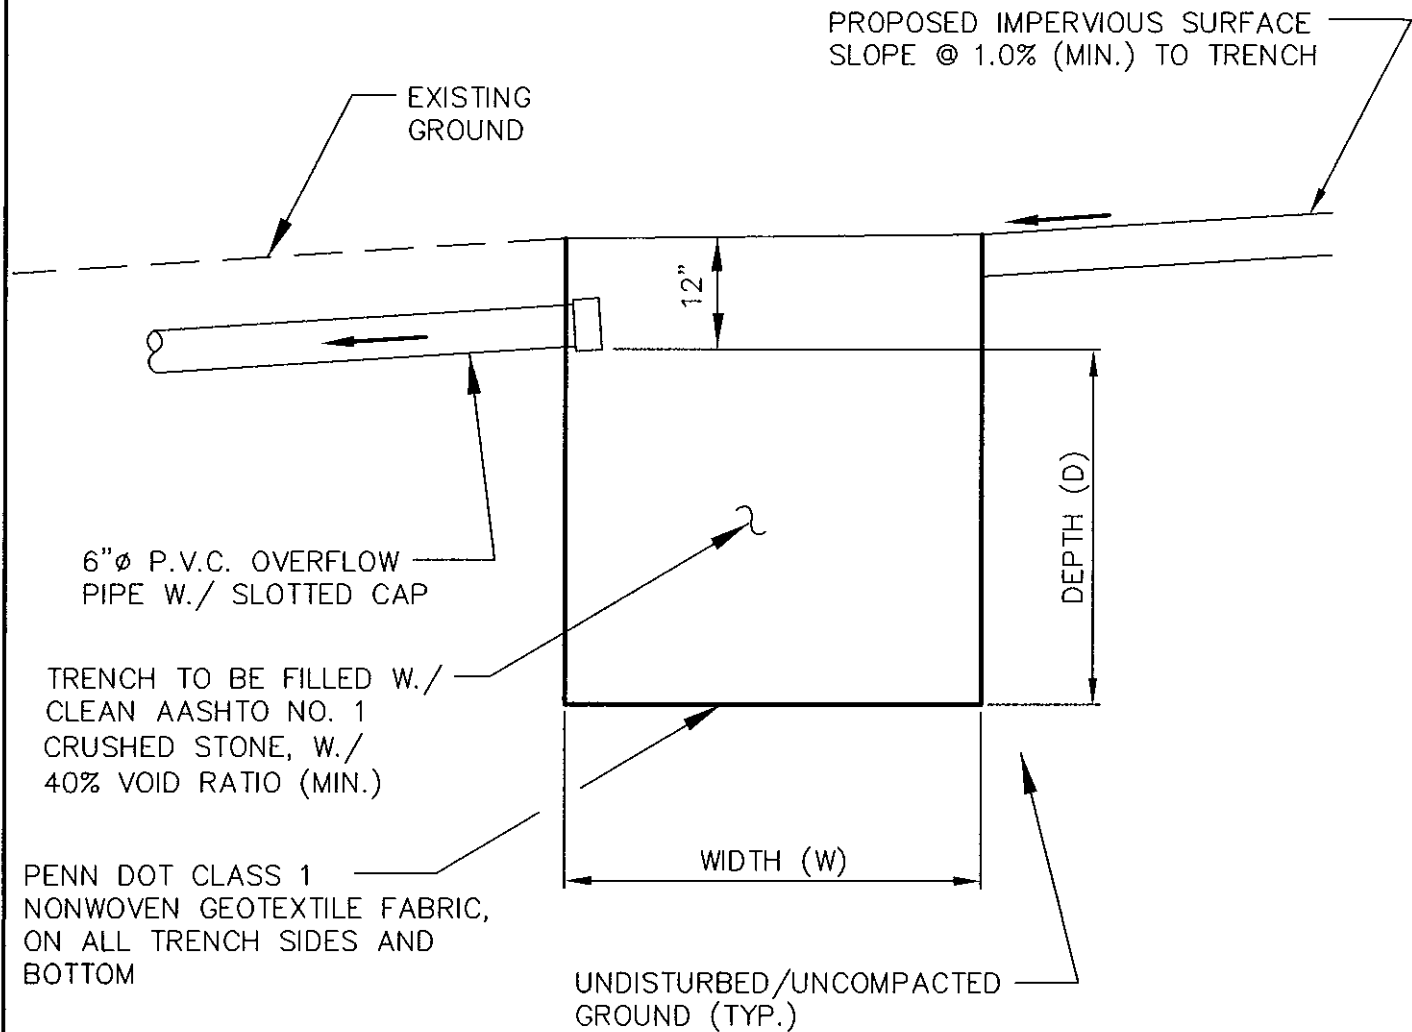 PROPOSED IMPERVIOUS SURFACE
SLOPE @ 1.0% (MIN.) TO TRENCH
EXISTING
GROUND
12"
DEPTH (D)
6"ø P.V.C. OVERFLOW
PIPE W./ SLOTTED CAP
TRENCH TO BE FILLED W./
CLEAN AASHTO NO. 1
CRUSHED STONE, W./
40% VOID RATIO (MIN.)
WIDTH (W)
PENN DOT CLASS 1
NONWOVEN GEOTEXTILE FABRIC,
ON ALL TRENCH SIDES AND
BOTTOM
UNDISTURBED/UNCOMPACTED
GROUND (TYP.)